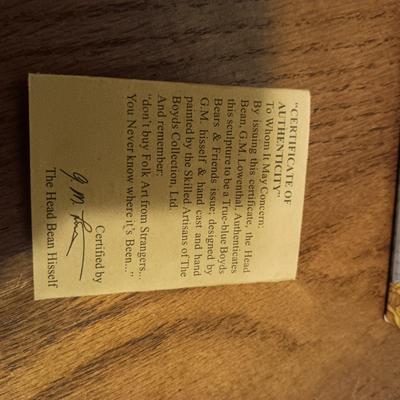 "CERTIFICATE OF
AUTHENTICITY"
To Whom If May Concern:
By issuing this certificate, the Head
Bean, G.M. Lowenthal, Authenticates
this sculpture to be a True-blue Boyds
Bears & Friends issue, designed by
G.M. hisself & hand cast and hand
painted by the Skilled Artisans of The
Boyds Collection, Ltd.
And remember:
"don't buy Folk Art from Strangers...
You Never know where it's Been..."
Certified by
The Head Bean Hisself